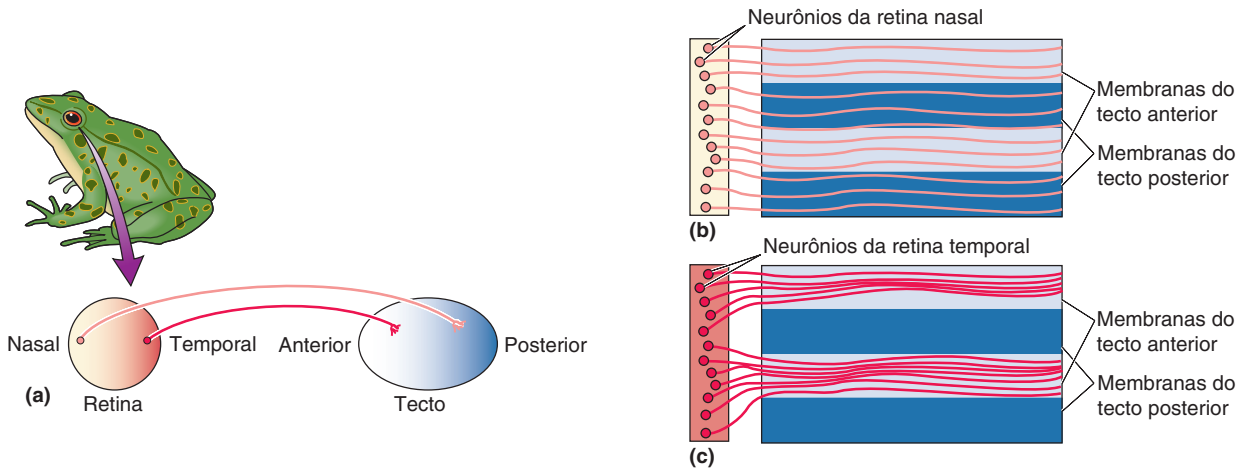 Nasal
Temporal
Anterior
Posterior
Retina
Tecto
(a)
Neurônios da retina nasal
Membranas do
tecto anterior
Membranas do
tecto posterior
(b)
Neurônios da retina temporal
Membranas do
tecto anterior
Membranas do
tecto posterior
(c)